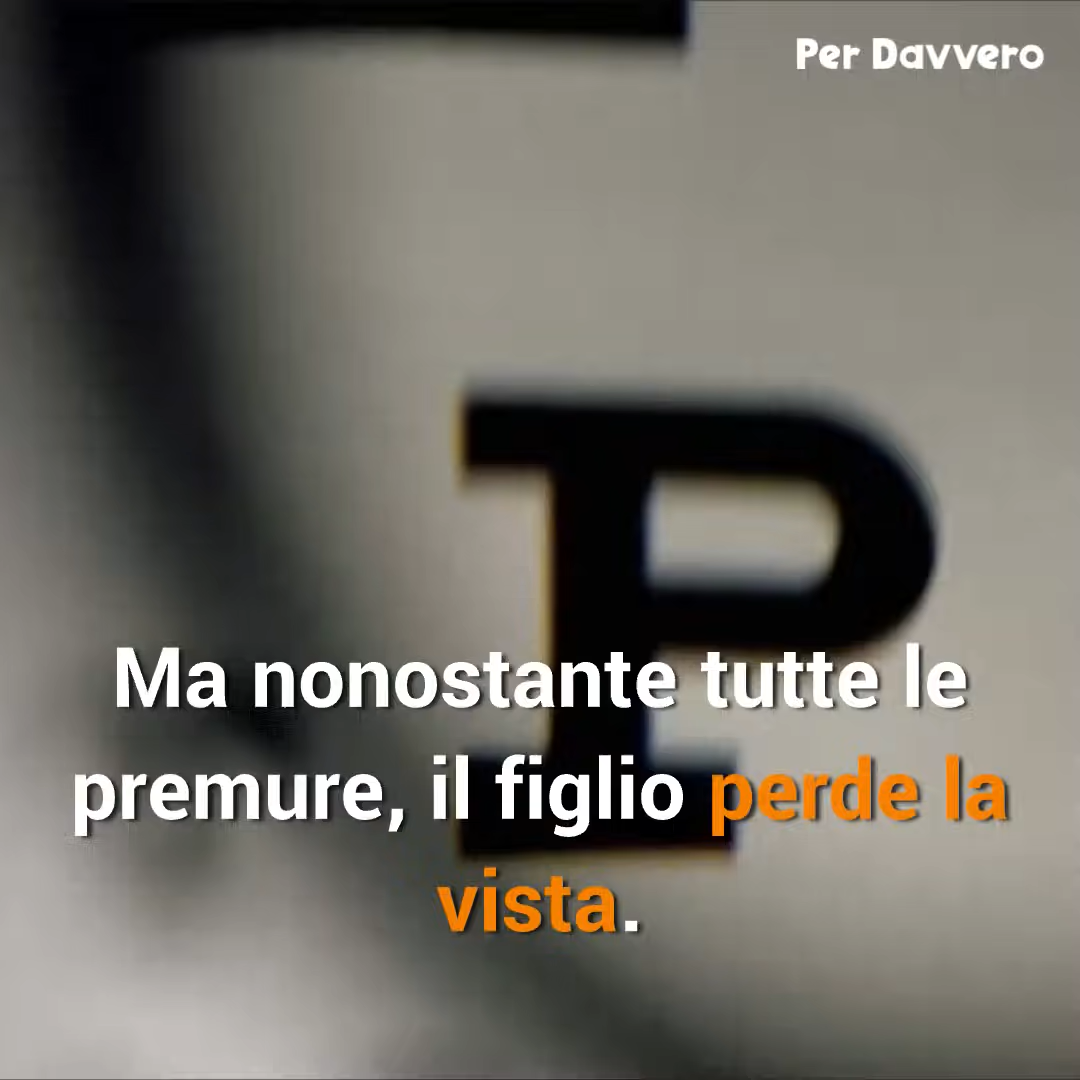 Per Davvero
P
Ma nonostante tutte le
premure, il figlio perde la
vista.